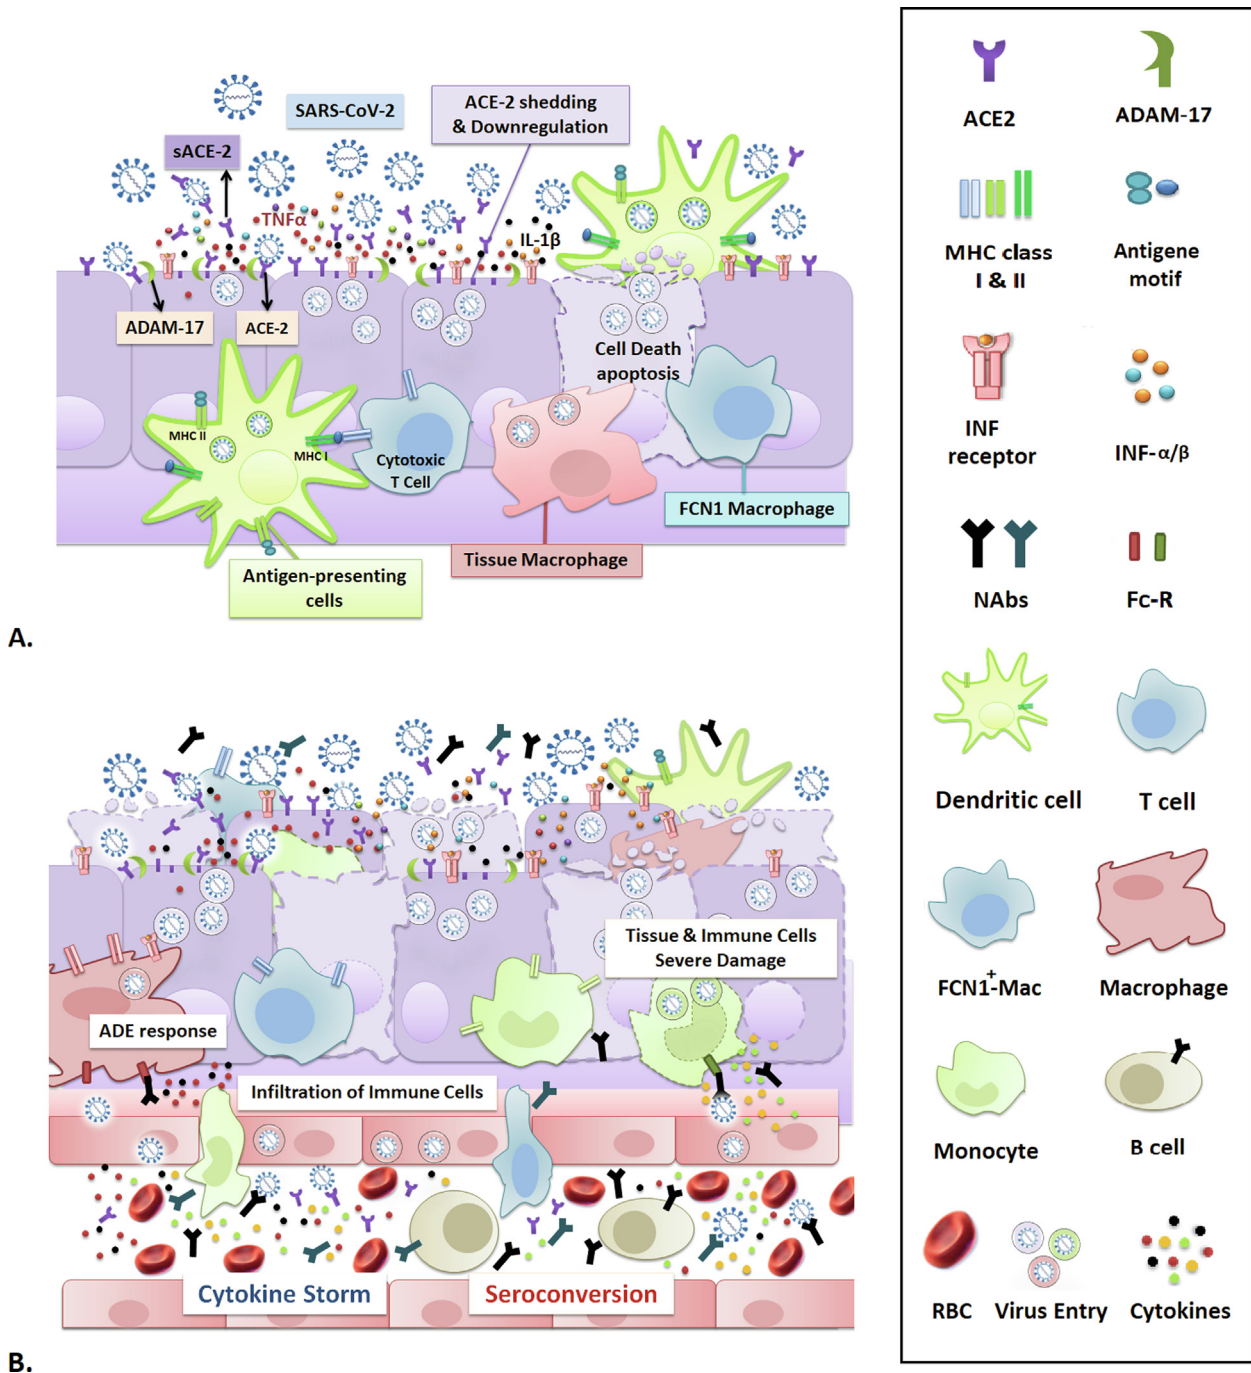 SARS-CoV-2
ACE-2 shedding
& Downregulation
sACE-2
TNFα
IL-1β
ADAM-17
ACE-2
Cell Death
apoptosis
MHC II
MHC I
Cytotoxic
T Cell
FCN1 Macrophage
Tissue Macrophage
Antigen-presenting
cells
A.
Tissue & Immune Cells
Severe Damage
ADE response
Infiltration of Immune Cells
Cytokine Storm
Seroconversion
B.
ACE2
ADAM-17
MHC class
I & II
Antigene
motif
INF
receptor
INF-α/β
NAbs
Fc-R
Dendritic cell
T cell
FCN1+-Mac
Macrophage
Monocyte
B cell
RBC
Virus Entry
Cytokines